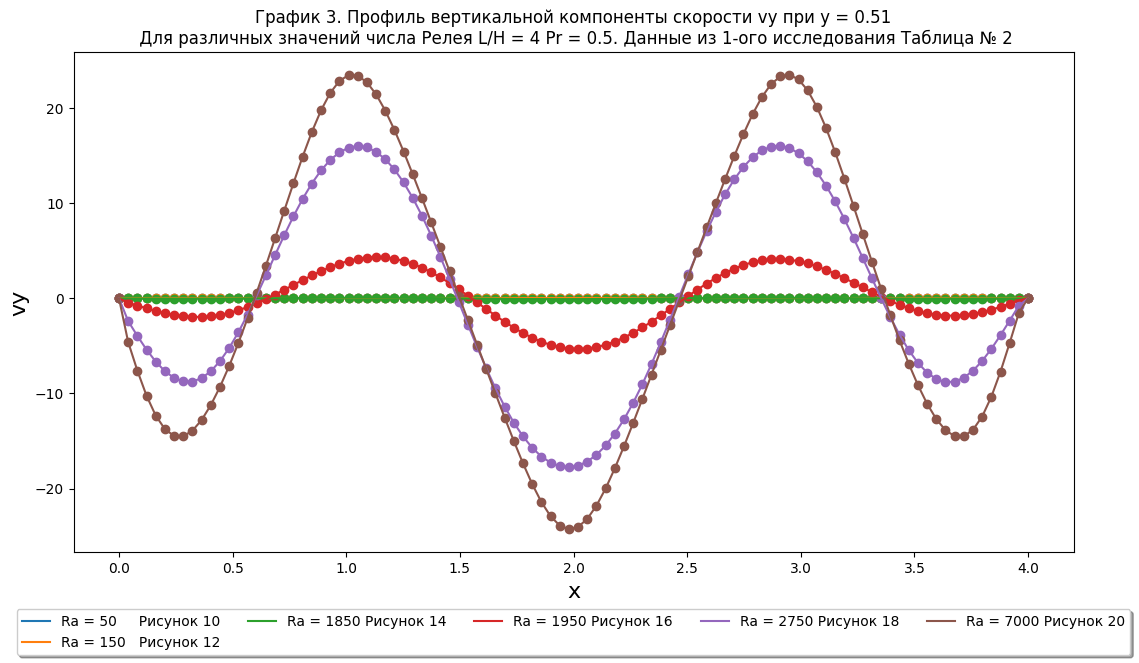 График 3. Профиль вертикальной компоненты скорости vy при y = 0.51
Для различных значений числа Релея L/H = 4 Pr = 0.5. Данные из 1-ого исследования Таблица № 2
vy
20
10
0
−10
−20
0.0 0.5 1.0 1.5 2.0 2.5 3.0 3.5 4.0
x
Ra = 50 Рисунок 10 Ra = 1850 Рисунок 14 Ra = 1950 Рисунок 16 Ra = 2750 Рисунок 18 Ra = 7000 Рисунок 20
Ra = 150 Рисунок 12